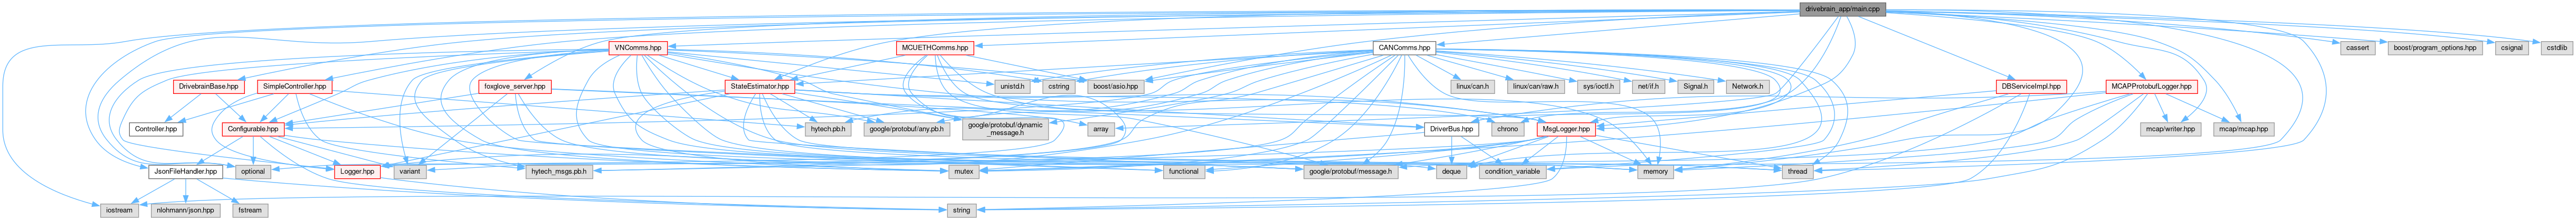 drivebrain_app/main.cpp
VNComms.hpp
MCUETHComms.hpp
CANComms.hpp
cassert
boost/program_options.hpp
csignal
cstdlib
DrivebrainBase.hpp
SimpleController.hpp
foxglove_server.hpp
StateEstimator.hpp
unistd.h
cstring
boost/asio.hpp
linux/can.h
linux/can/raw.h
sys/ioctl.h
net/if.h
Signal.h
Network.h
DBServiceImpl.hpp
MCAPProtobufLogger.hpp
Controller.hpp
Configurable.hpp
hytech.pb.h
google/protobuf/any.pb.h
google/protobuf/dynamic
_message.h
array
DriverBus.hpp
chrono
MsgLogger.hpp
mcap/writer.hpp
mcap/mcap.hpp
JsonFileHandler.hpp
optional
Logger.hpp
variant
hytech_msgs.pb.h
mutex
functional
google/protobuf/message.h
deque
condition_variable
memory
thread
iostream
nlohmann/json.hpp
fstream
string